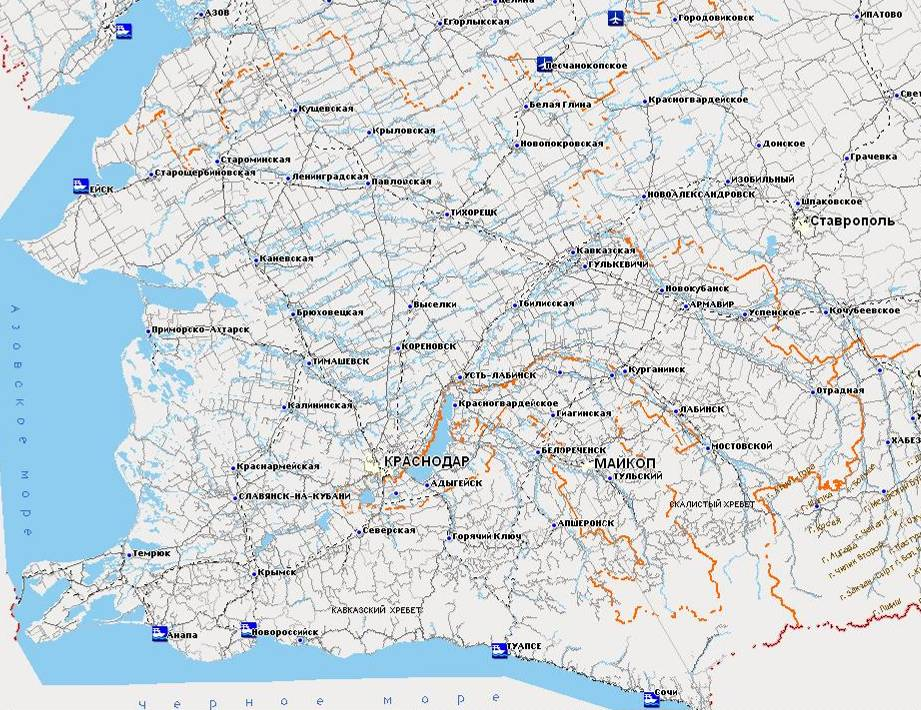 Целина
АЗОВ
Егорлыкская
Городовиковск
ИПАТОВО
Песчанокопское
Свет
Кущевская
Белая Глина
Красногвардейское
Крыловская
Новопокровская
Донское
Староминская
Грачевка
Старощербиновская
Ленинградская
Павловская
ИЗОБИЛЬНЫЙ
ЕЙСК
НОВОАЛЕКСАНДРОВСК
Шпаковское
ТИХОРЕЦК
Ставрополь
Кавказская
Каневская
ГУЛЬКЕВИЧИ
Новокубанск
Выселки
Тбилисская
АРМАВИР
Брюховецкая
Успенское
Кочубеевское
Приморско-Ахтарск
КОРЕНОВСК
ТИМАШЕВСК
УСТЬ-ЛАБИНСК
Курганинск
Отрадная
Калининская
Красногвардейское
Гиагинская
ЛАБИНСК
ХАБЕЗ
МОСТОВСКОЙ
БЕЛОРЕЧЕНСК
КРАСНОДАР
МАЙКОП
Красноармейская
ТУЛЬСКИЙ
АДЫГЕЙСК
СЛАВЯНСК-НА-КУБАНИ
СКАЛИСТЫЙ ХРЕБЕТ
АПШЕРОНСК
Северская
Горячий Ключ
Темрюк
Крымск
КАВКАЗСКИЙ ХРЕБЕТ
Анапа
Новороссийск
ТУАПСЕ
Сочи
Азовское море
черное море